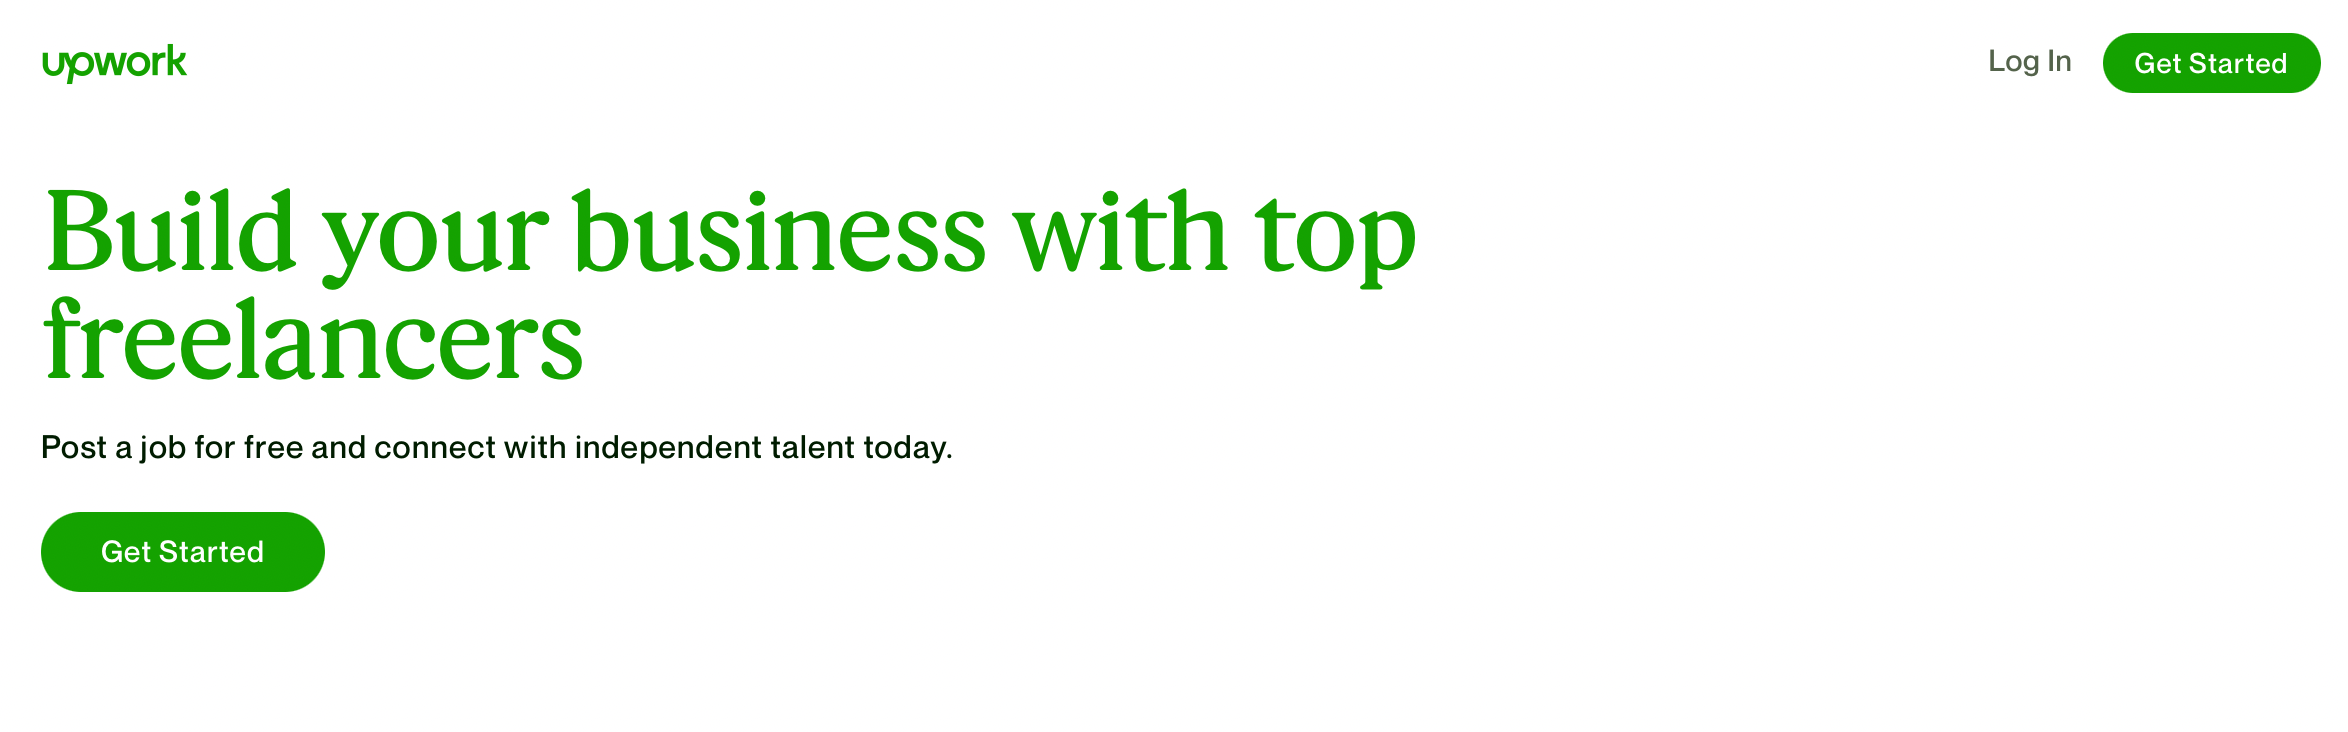 upwork
Log In
Get Started
Build your business with top
freelancers
Post a job for free and connect with independent talent today.
Get Started